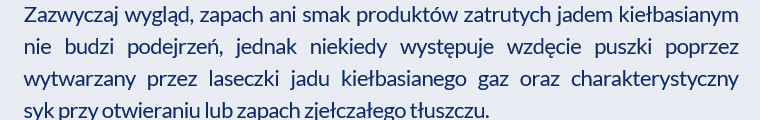 Zazwyczaj wygląd, zapach ani smak produktów zatrutych jadem kiełbasianym
nie budzi podejrzeń, jednak niekiedy występuje wzdęcie puszki poprzez
wytwarzany przez laseczki jadu kiełbasianego gaz oraz charakterystyczny
syk przy otwieraniu lub zapach zjełczałego tłuszczu.